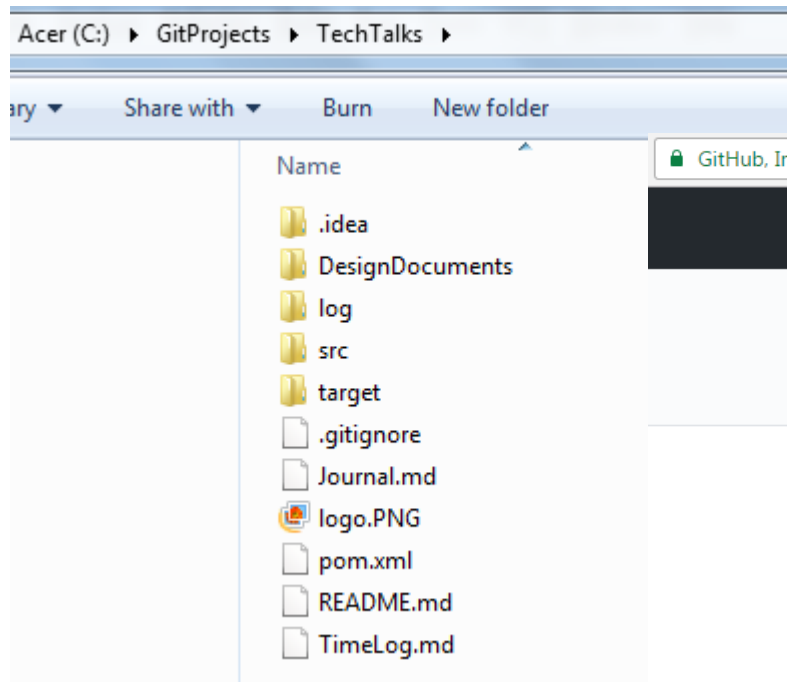 Acer (C:) GitProjects TechTalks
ary Share with Burn New folder
Name
GitHub, In
.idea
DesignDocuments
log
src
target
.gitignore
Journal.md
logo.PNG
pom.xml
README.md
TimeLog.md